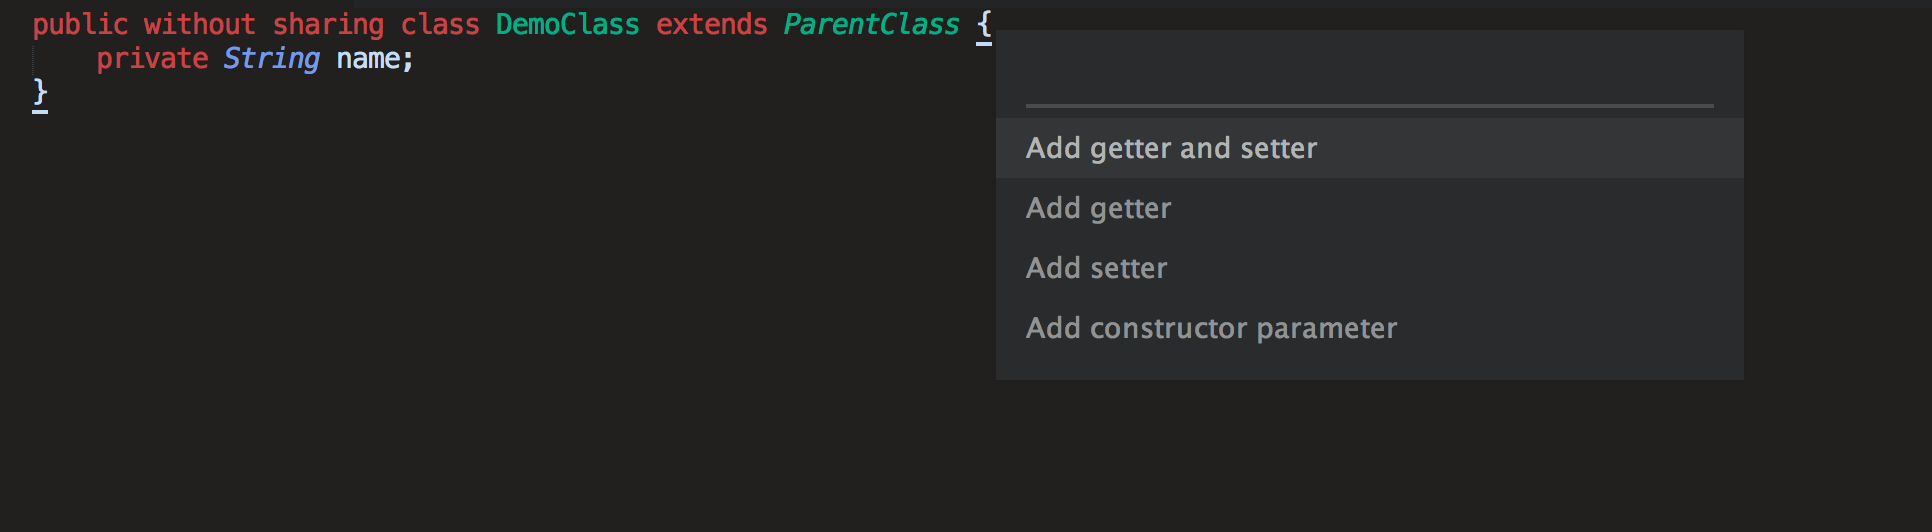 public without sharing class DemoClass extends ParentClass {
    private String name;
}
Add getter and setter
Add getter
Add setter
Add constructor parameter